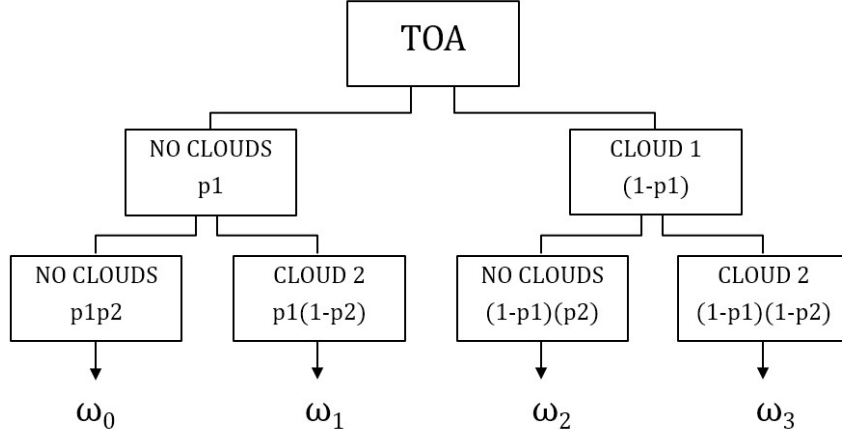 TOA
NO CLOUDS
p1
CLOUD 1
(1-p1)
NO CLOUDS
p1p2
CLOUD 2
p1(1-p2)
NO CLOUDS
(1-p1)(p2)
CLOUD 2
(1-p1)(1-p2)
ω₀
ω₁
ω₂
ω₃